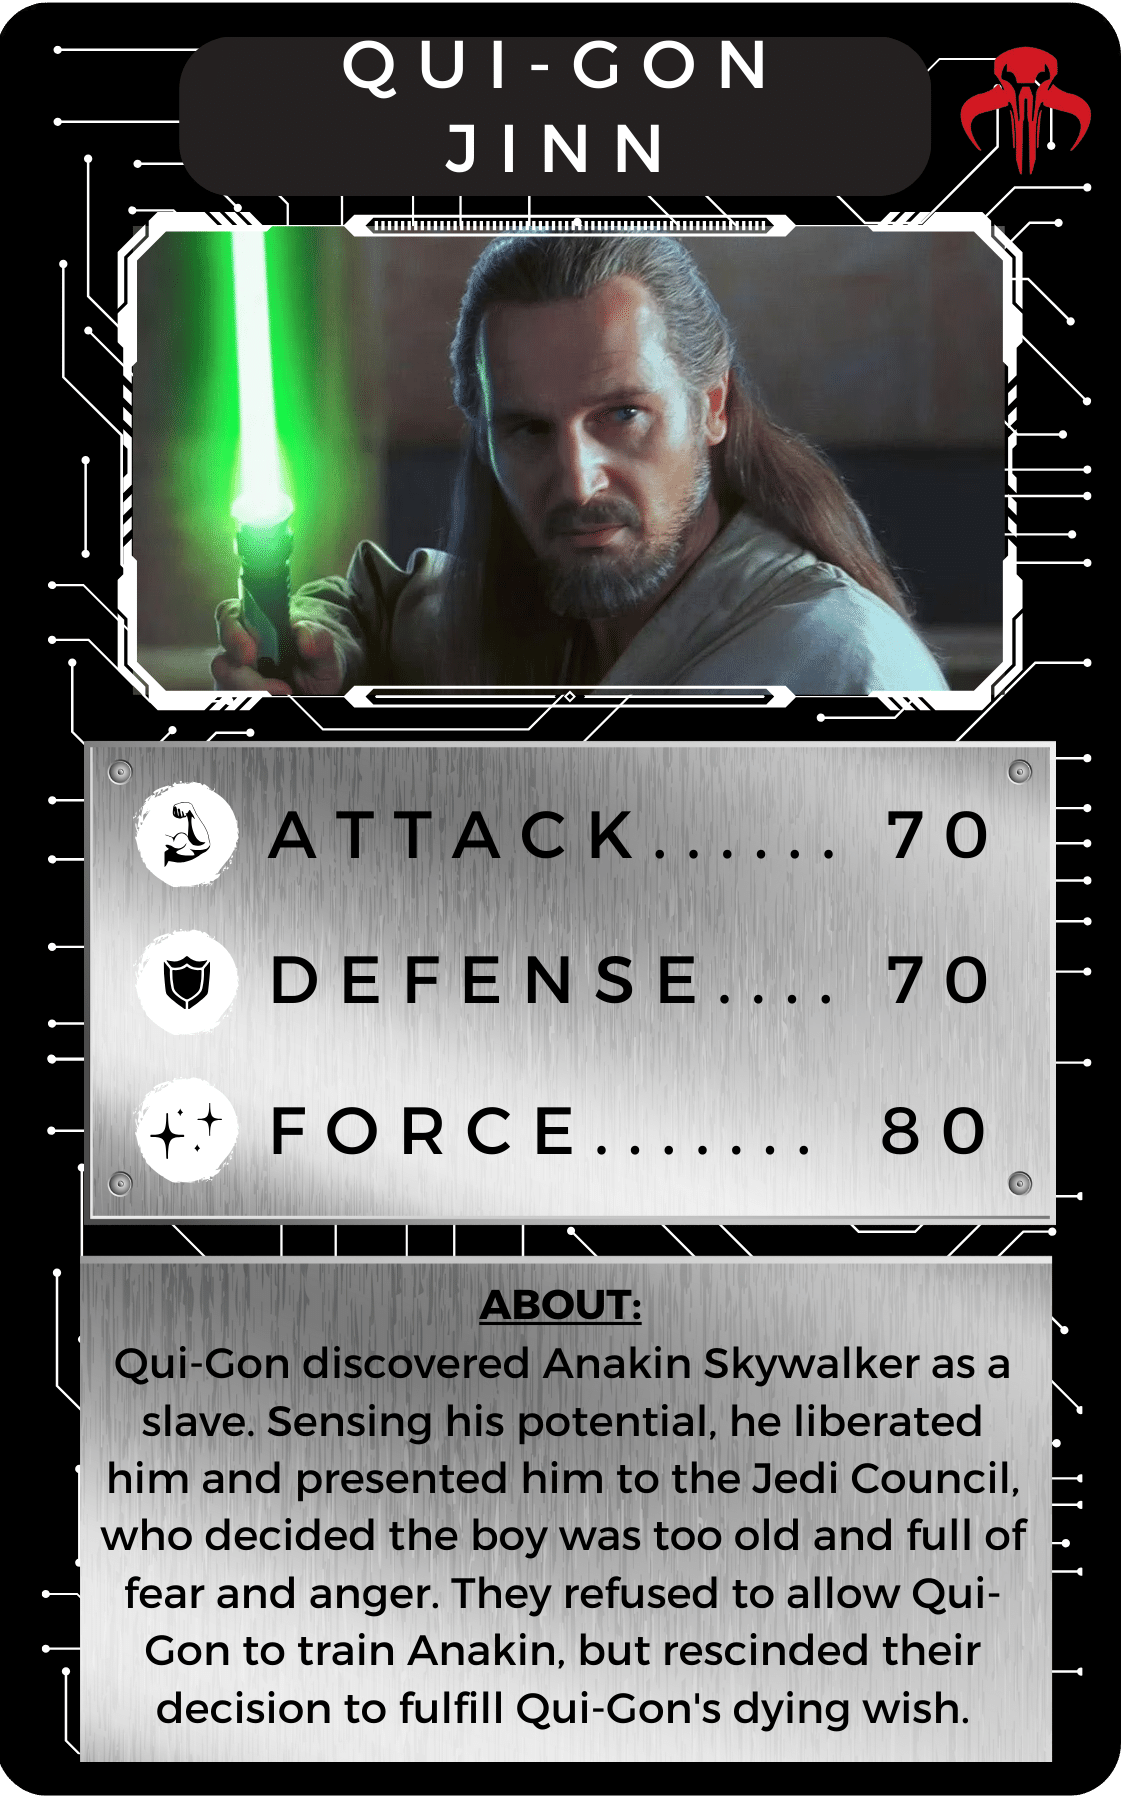 QUI-GON
JINN
ATTACK...... 70
DEFENSE.... 70
FORCE....... 80
ABOUT:
Qui-Gon discovered Anakin Skywalker as a
slave. Sensing his potential, he liberated
him and presented him to the Jedi Council,
who decided the boy was too old and full of
fear and anger. They refused to allow Qui-
Gon to train Anakin, but rescinded their
decision to fulfill Qui-Gon's dying wish.